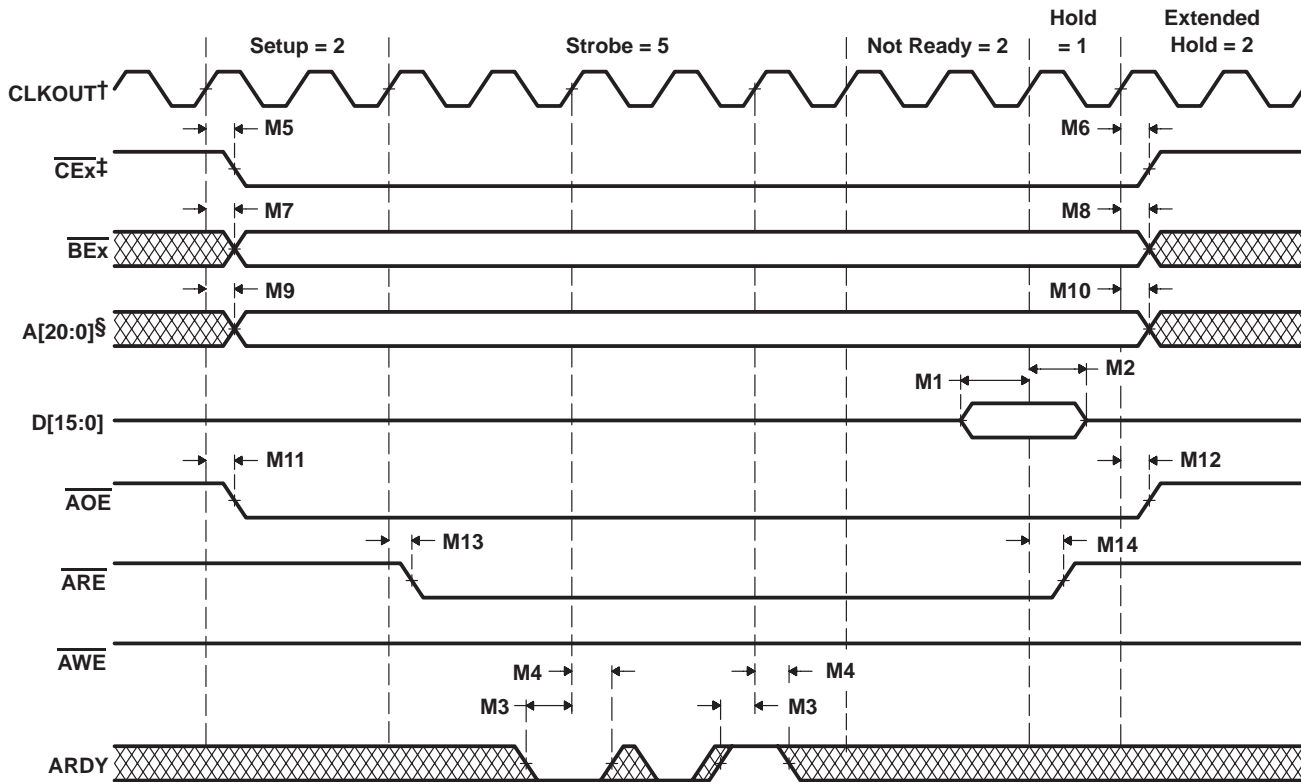 Hold
Extended
Setup = 2
Strobe = 5
Not Ready = 2
= 1
Hold = 2
CLKOUT†
M5
M6
CEx‡
M7
M8
BEx
M9
M10
A[20:0]§
M1
M2
D[15:0]
M11
M12
AOE
M13
M14
ARE
AWE
M4
M4
M3
M3
ARDY